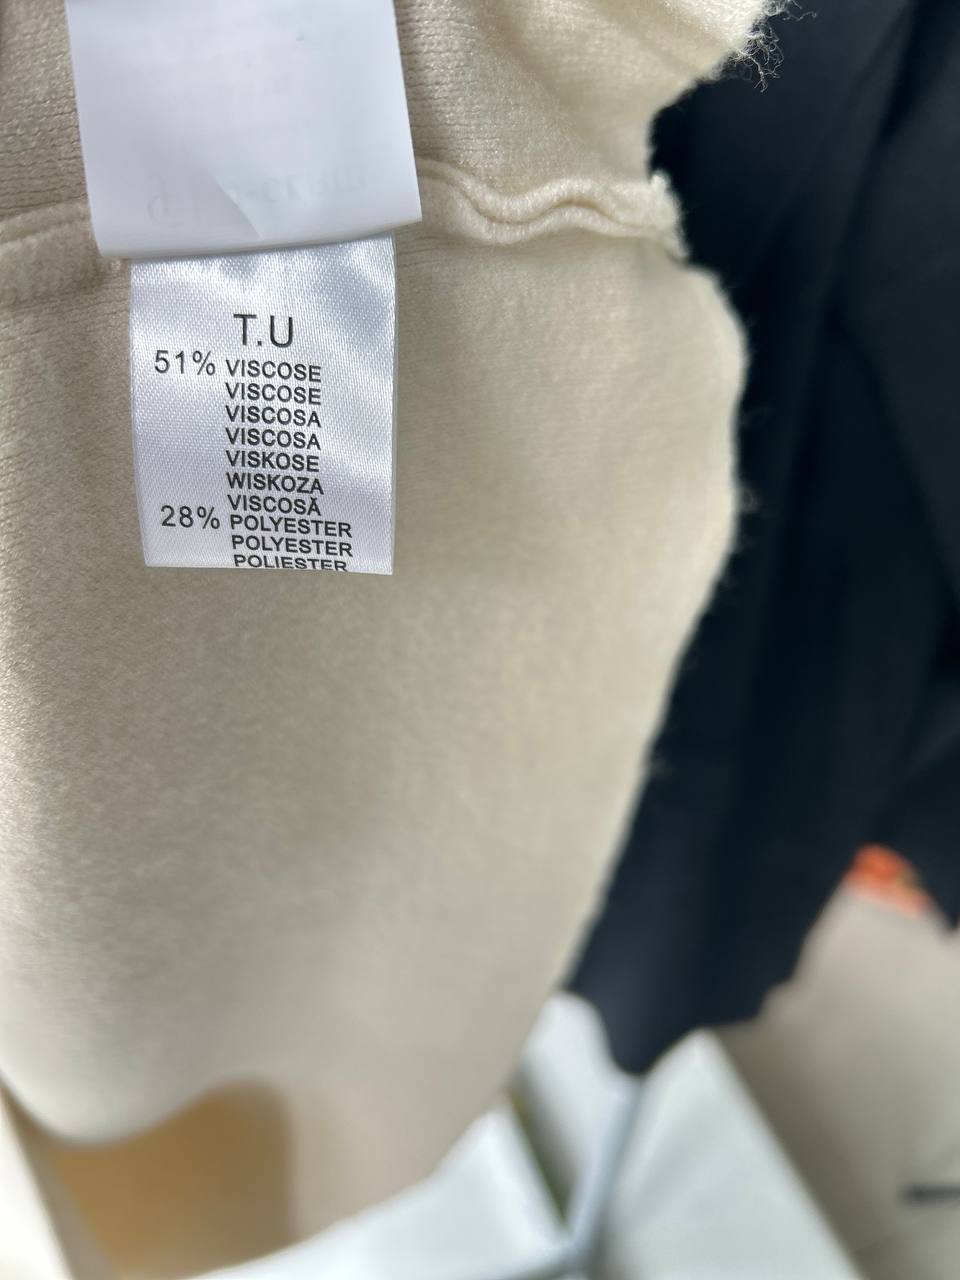 T.U
51% VISCOSE
VISCOSE
VISCOSA
VISCOSA
VISKOSE
WISKOZA
VISCOSĂ
28% POLYESTER
POLYESTER
POLIESTER